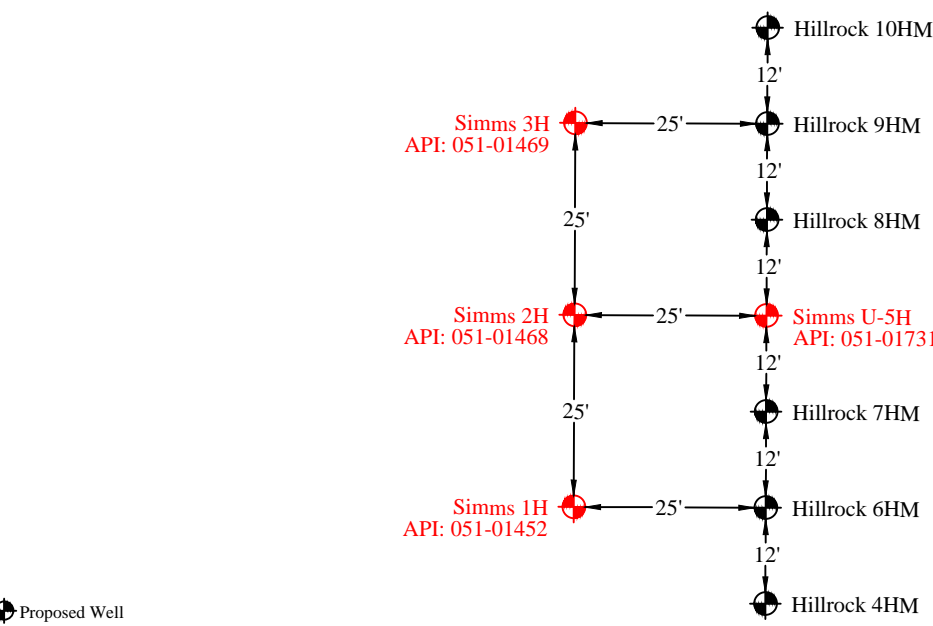 Hillrock 10HM
12'
Simms 3H
API: 051-01469
25'
Hillrock 9HM
12'
25'
Hillrock 8HM
12'
Simms 2H
API: 051-01468
25'
Simms U-5H
API: 051-01731
12'
25'
Hillrock 7HM
12'
Simms 1H
API: 051-01452
25'
Hillrock 6HM
12'
Hillrock 4HM
Proposed Well